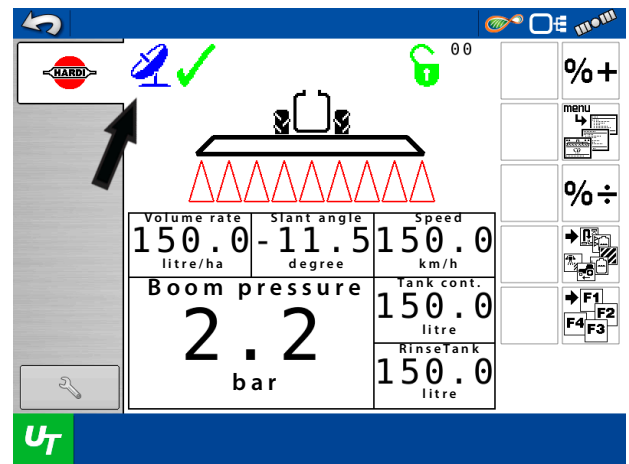 00
HARDI
%+
menu
%÷
Volume rate
150.0
litre/ha
Slant angle
-11.5
degree
Speed
150.0
km/h
Boom pressure
2.2
bar
Tank cont.
150.0
litre
RinseTank
150.0
litre
F1
F2
F4
F3
UT